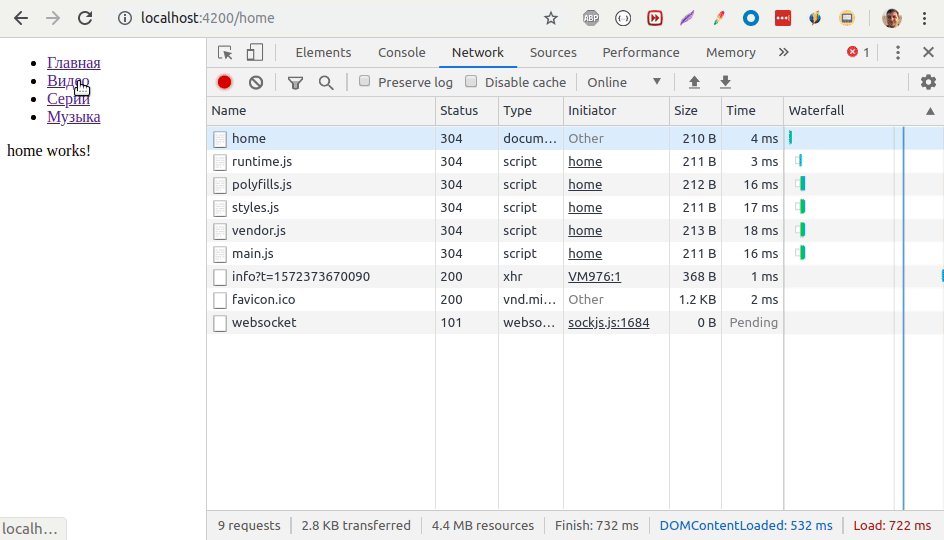 localhost:4200/home
ABP
Главная
Видео
Серии
Музыка
home works!
Elements Console Network Sources Performance Memory » 1
Preserve log Disable cache Online
Name Status Type Initiator Size Time Waterfall
home 304 docum... Other 210 B 4 ms
runtime.js 304 script home 211 B 3 ms
polyfills.js 304 script home 212 B 16 ms
styles.js 304 script home 211 B 17 ms
vendor.js 304 script home 213 B 18 ms
main.js 304 script home 211 B 16 ms
info?t=1572373670090 200 xhr VM976:1 368 B 1 ms
favicon.ico 200 vnd.mi... Other 1.2 KB 2 ms
websocket 101 webso... sockjs.js:1684 0 B Pending
9 requests 2.8 KB transferred 4.4 MB resources Finish: 732 ms DOMContentLoaded: 532 ms Load: 722 ms
localh...